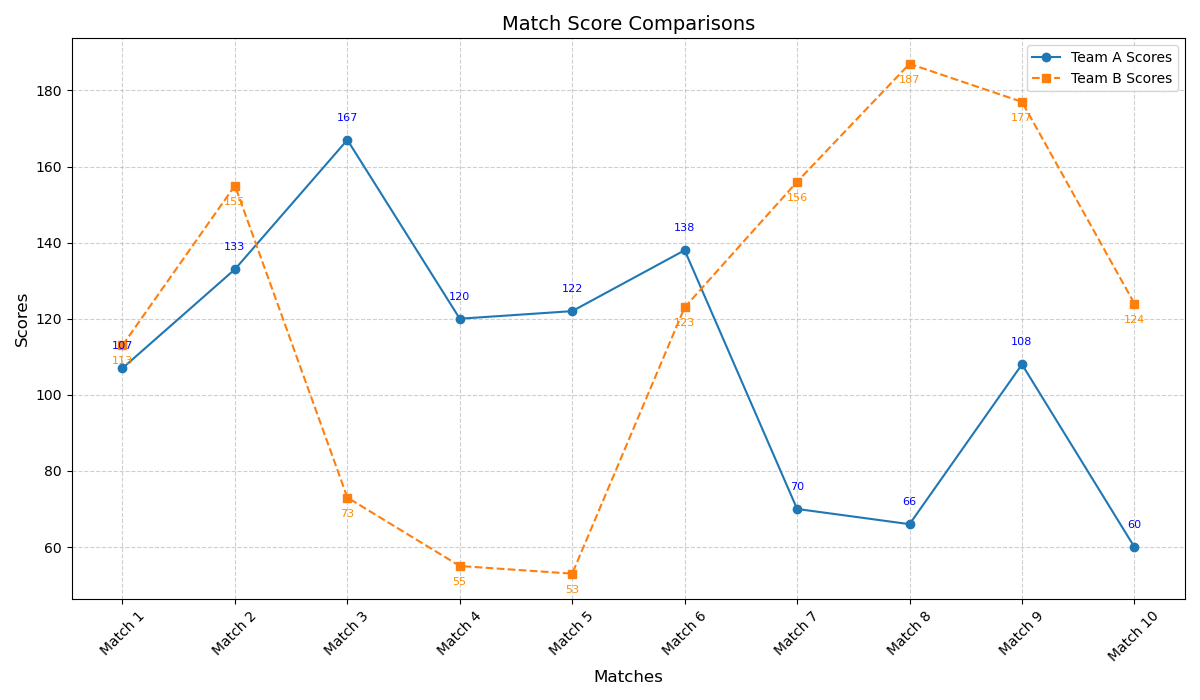 Match Score Comparisons
Team A Scores
Team B Scores
Scores
180
160
140
120
100
80
60
107
133
167
120
122
138
70
66
108
60
113
155
73
55
53
123
156
187
177
124
Match 1
Match 2
Match 3
Match 4
Match 5
Match 6
Match 7
Match 8
Match 9
Match 10
Matches